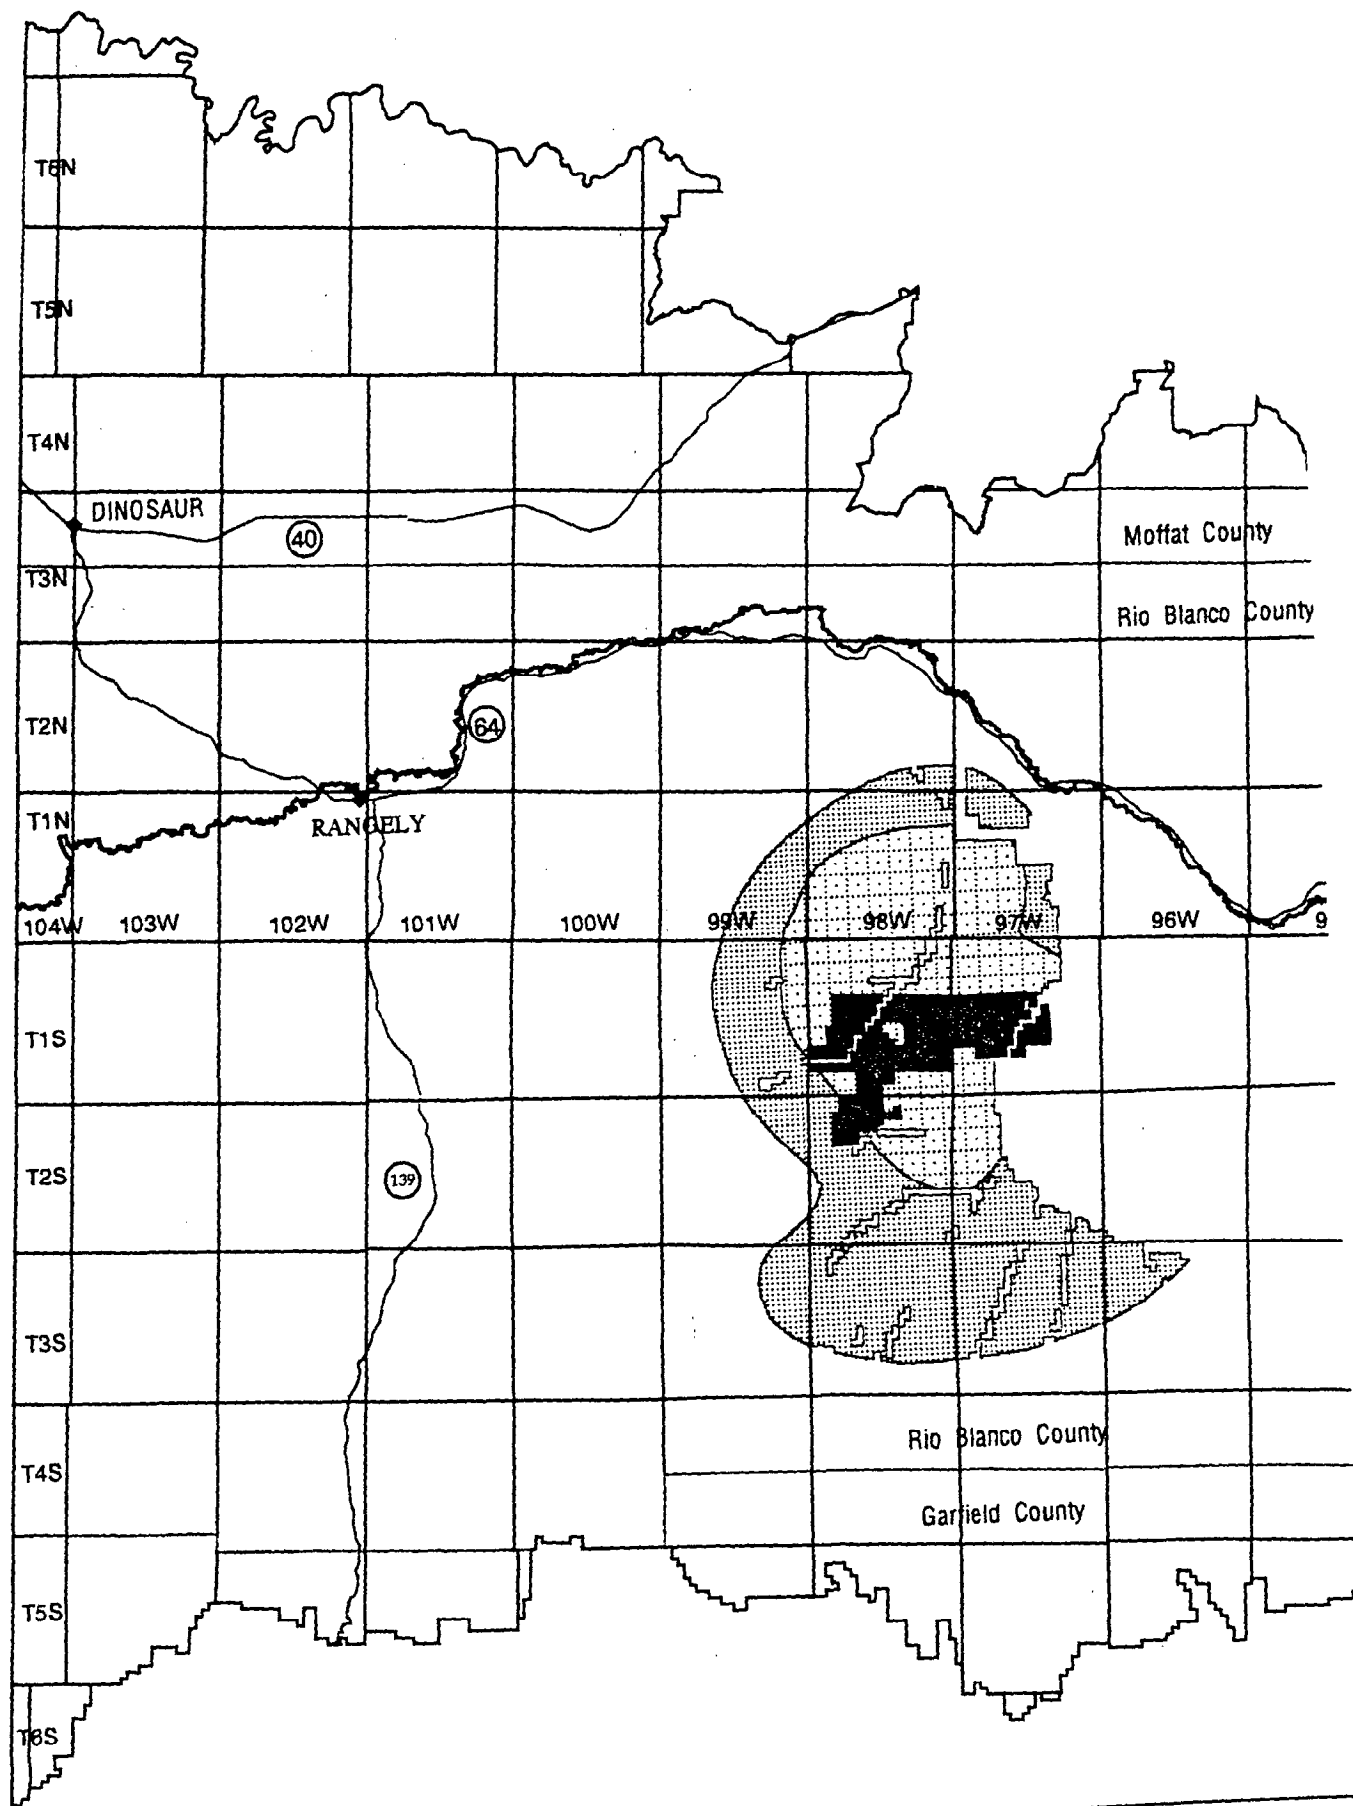 T6N
T5N
T4N
DINOSAUR
40
Moffat County
T3N
Rio Blanco County
T2N
64
T1N
RANGELY
104W 103W 102W 101W 100W 99W 98W 97W 96W 9
T1S
T2S
139
T3S
Rio Blanco County
T4S
Garfield County
T5S
T6S